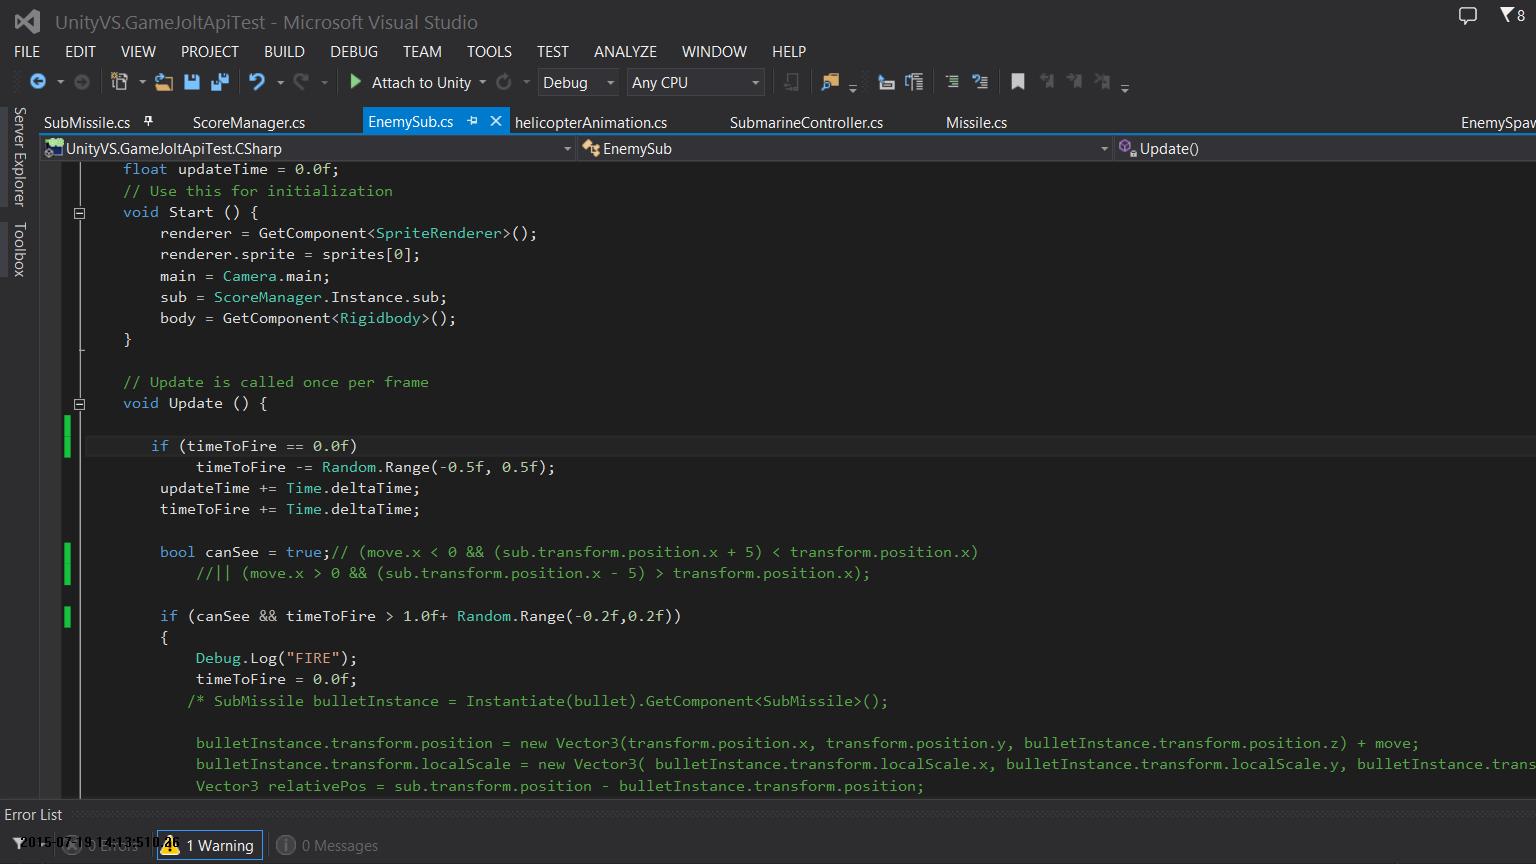 UnityVS.GameJoltApiTest - Microsoft Visual Studio
8
FILE EDIT VIEW PROJECT BUILD DEBUG TEAM TOOLS TEST ANALYZE WINDOW HELP
Attach to Unity Debug Any CPU
Server Explorer
Toolbox
SubMissile.cs ScoreManager.cs EnemySub.cs helicopterAnimation.cs SubmarineController.cs Missile.cs EnemySpaw
UnityVS.GameJoltApiTest.CSharp EnemySub Update()
float updateTime = 0.0f;
// Use this for initialization
void Start () {
renderer = GetComponent<SpriteRenderer>();
renderer.sprite = sprites[0];
main = Camera.main;
sub = ScoreManager.Instance.sub;
body = GetComponent<Rigidbody>();
}
// Update is called once per frame
void Update () {
if (timeToFire == 0.0f)
timeToFire -= Random.Range(-0.5f, 0.5f);
updateTime += Time.deltaTime;
timeToFire += Time.deltaTime;
bool canSee = true;// (move.x < 0 && (sub.transform.position.x + 5) < transform.position.x)
//|| (move.x > 0 && (sub.transform.position.x - 5) > transform.position.x);
if (canSee && timeToFire > 1.0f+ Random.Range(-0.2f,0.2f))
{
Debug.Log("FIRE");
timeToFire = 0.0f;
/* SubMissile bulletInstance = Instantiate(bullet).GetComponent<SubMissile>();
bulletInstance.transform.position = new Vector3(transform.position.x, transform.position.y, bulletInstance.transform.position.z) + move;
bulletInstance.transform.localScale = new Vector3( bulletInstance.transform.localScale.x, bulletInstance.transform.localScale.y, bulletInstance.trans
Vector3 relativePos = sub.transform.position - bulletInstance.transform.position;
Error List
0 Errors 1 Warning 0 Messages